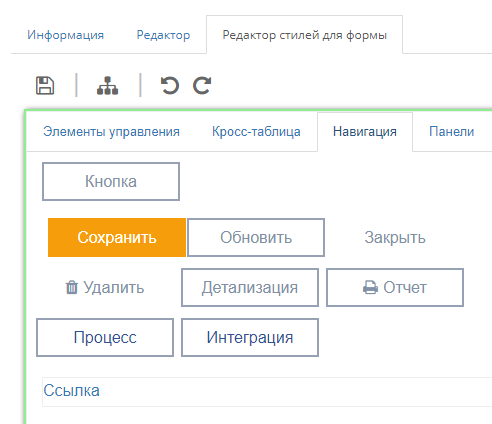 Информация Редактор Редактор стилей для формы
Элементы управления Кросс-таблица Навигация Панели
Кнопка
Сохранить Обновить Закрыть
Удалить Детализация Отчет
Процесс Интеграция
Ссылка